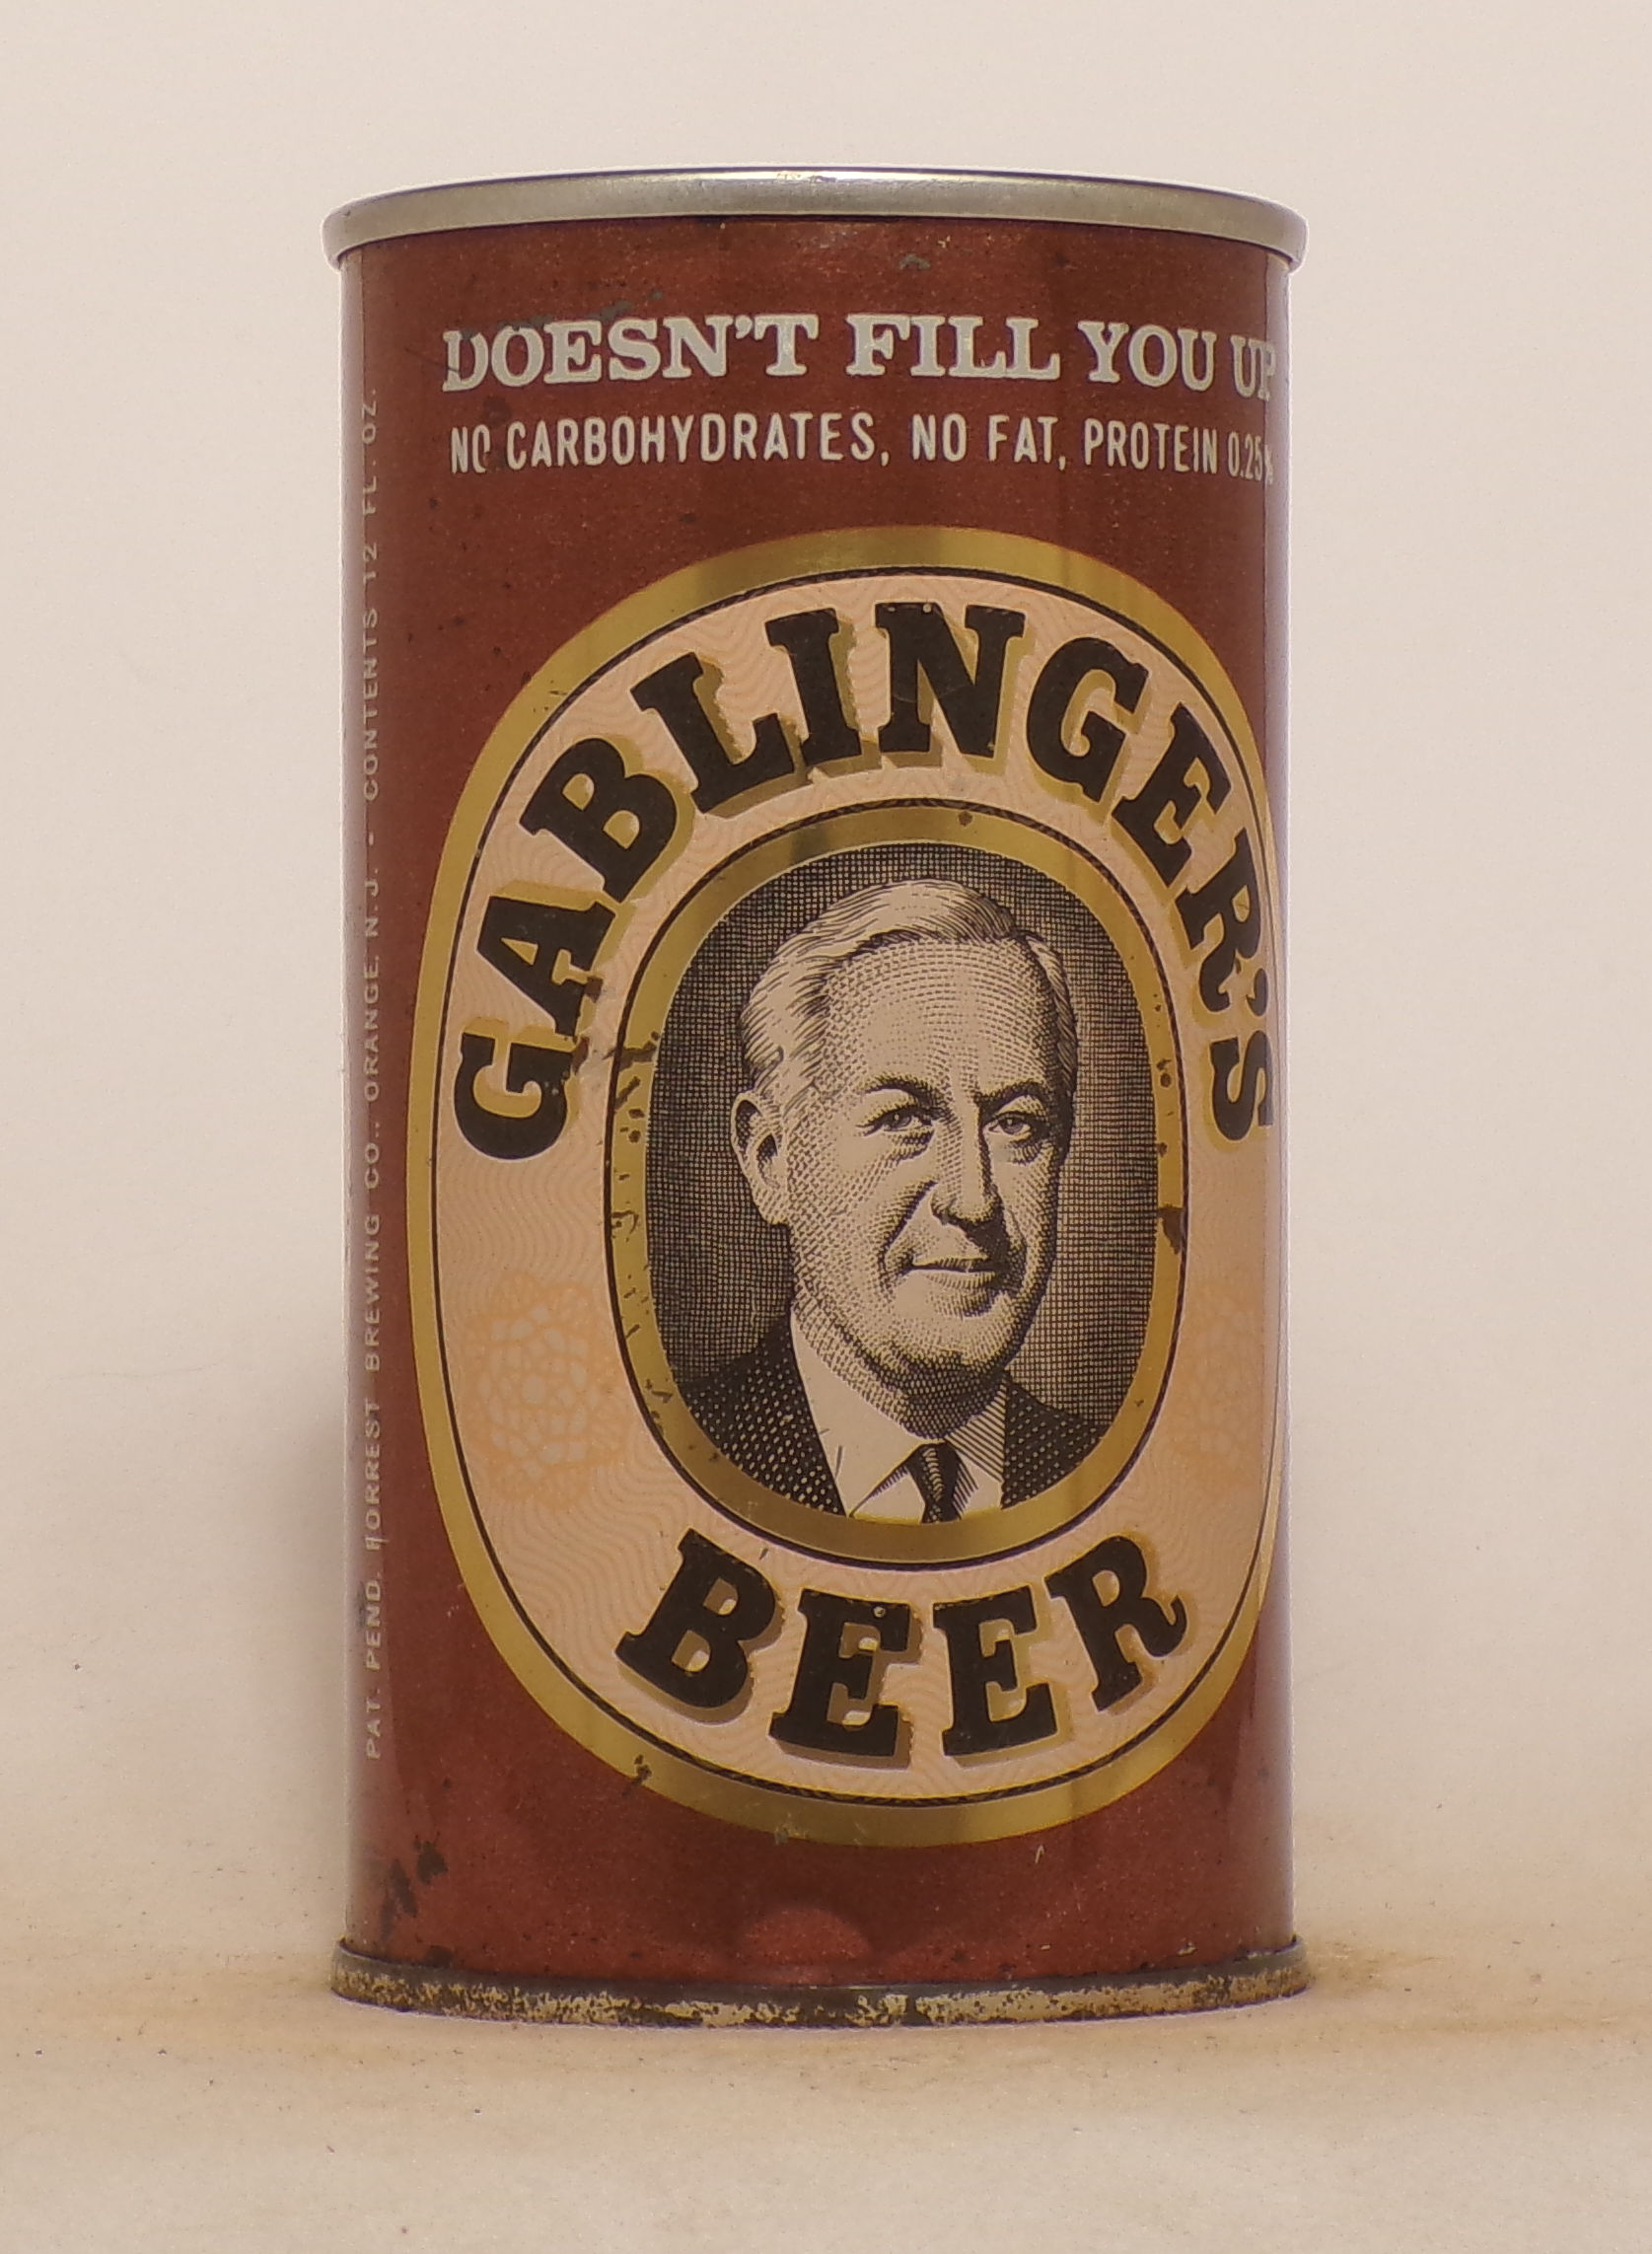 DOESN'T FILL YOU UP
NO CARBOHYDRATES, NO FAT, PROTEIN 0.25%
GABLINGER'S
BEER
PAT. PEND. FORREST BREWING CO., ORANGE, N.J. - CONTENTS 12 FL. OZ.